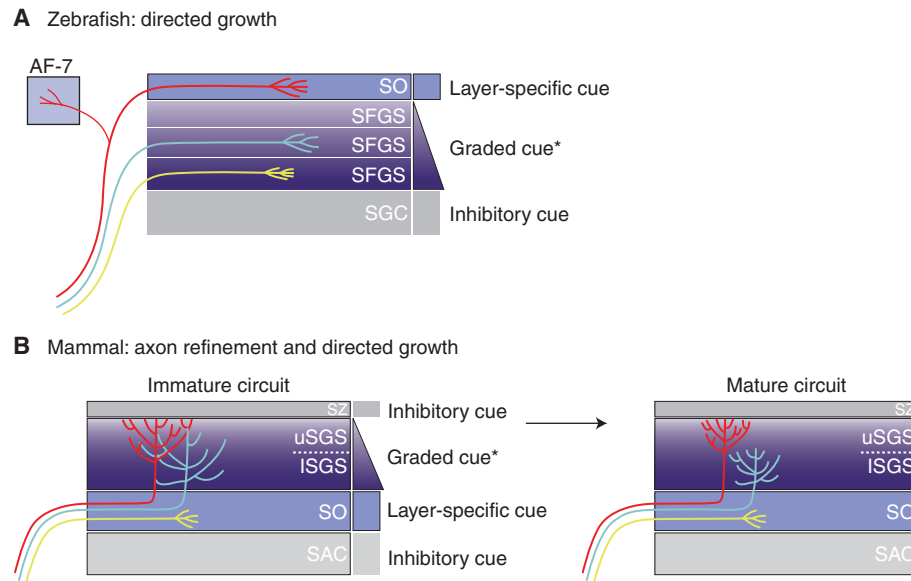 A Zebrafish: directed growth
AF-7
SO
Layer-specific cue
SFGS
SFGS
Graded cue*
SFGS
SGC
Inhibitory cue
B Mammal: axon refinement and directed growth
Immature circuit
Mature circuit
SZ
Inhibitory cue
SZ
uSGS
uSGS
Graded cue*
lSGS
lSGS
SO
Layer-specific cue
SO
SAC
Inhibitory cue
SAC